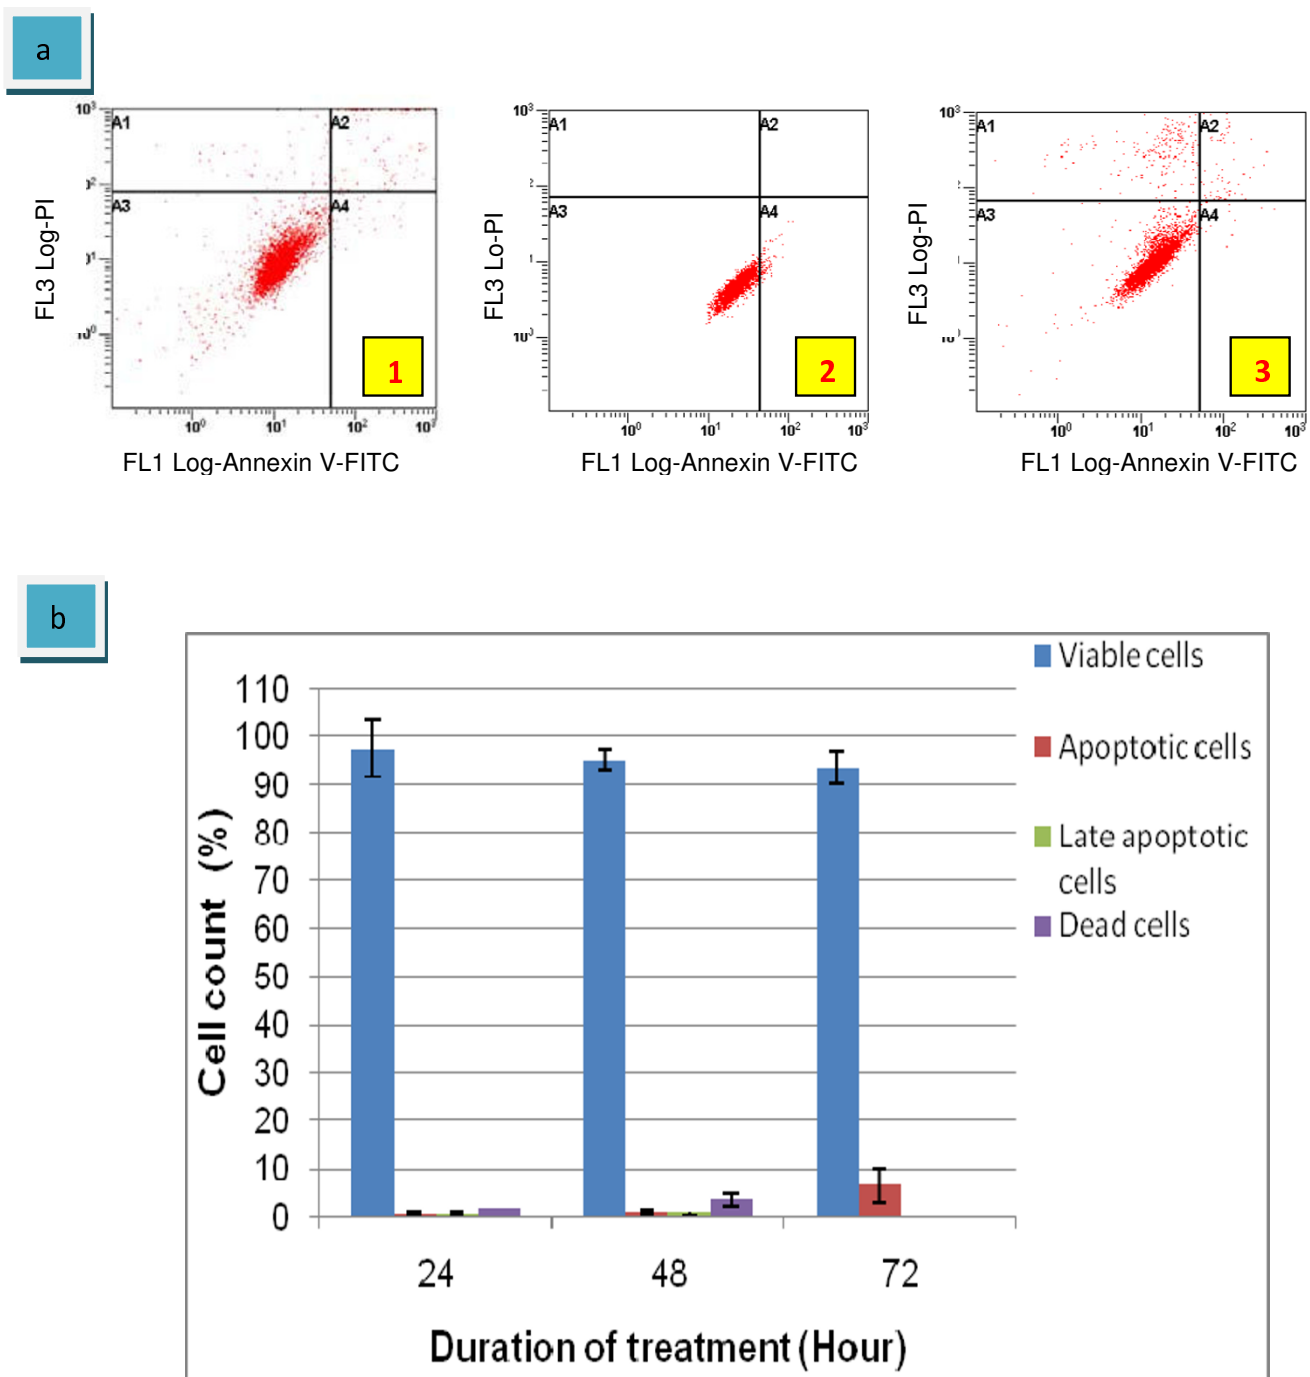 a
10³ 10³ 10³
A1 A2 A1 A2 A1 A2
A3 A4 A3 A4 A3 A4
FL3 Log-PI FL3 Lo-PI FL3 Log-PI
1 2 3
10⁰ 10¹ 10² 10³ 10⁰ 10¹ 10² 10³ 10⁰ 10¹ 10² 10³
FL1 Log-Annexin V-FITC FL1 Log-Annexin V-FITC FL1 Log-Annexin V-FITC
b
Viable cells
Apoptotic cells
Late apoptotic
cells
Dead cells
Cell count (%)
110
100
90
80
70
60
50
40
30
20
10
0
24 48 72
Duration of treatment (Hour)